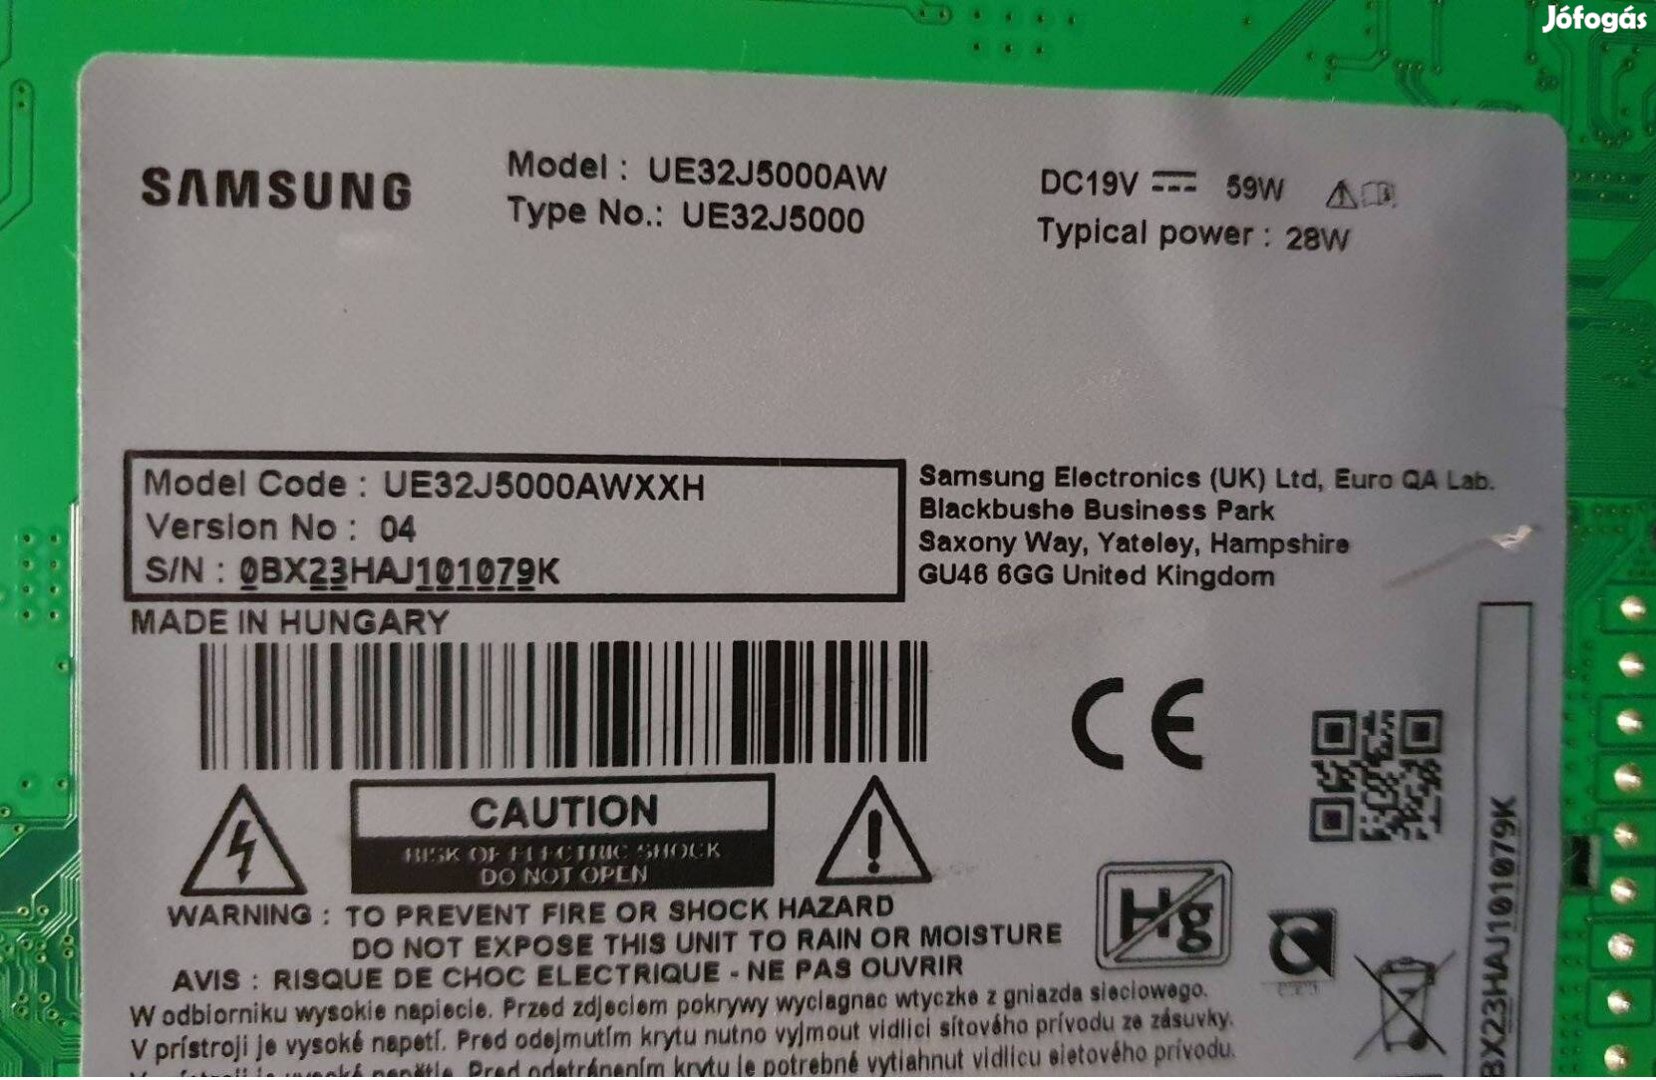 Jófogás
SAMSUNG
Model : UE32J5000AW
Type No.: UE32J5000
DC19V 59W
Typical power : 28W
Model Code : UE32J5000AWXXH
Version No : 04
S/N : 0BX23HAJ101079K
Samsung Electronics (UK) Ltd, Euro QA Lab.
Blackbushe Business Park
Saxony Way, Yateley, Hampshire
GU46 6GG United Kingdom
MADE IN HUNGARY
CE
CAUTION
RISK OF ELECTRIC SHOCK
DO NOT OPEN
Hg
WARNING : TO PREVENT FIRE OR SHOCK HAZARD
DO NOT EXPOSE THIS UNIT TO RAIN OR MOISTURE
AVIS : RISQUE DE CHOC ELECTRIQUE - NE PAS OUVRIR
W odbiorniku wysokie napiecie. Przed zdjeciem pokrywy wyciagnac wtyczke z gniazda sieciowego.
V prístroji je vysoké napetí. Pred odejmutím krytu nutno vyjmout vidlici sítového prívodu ze zásuvky.
Pred odstránením krytu je potrebné vytiahnut vidlicu sietového prívodu.
BX23HAJ101079K